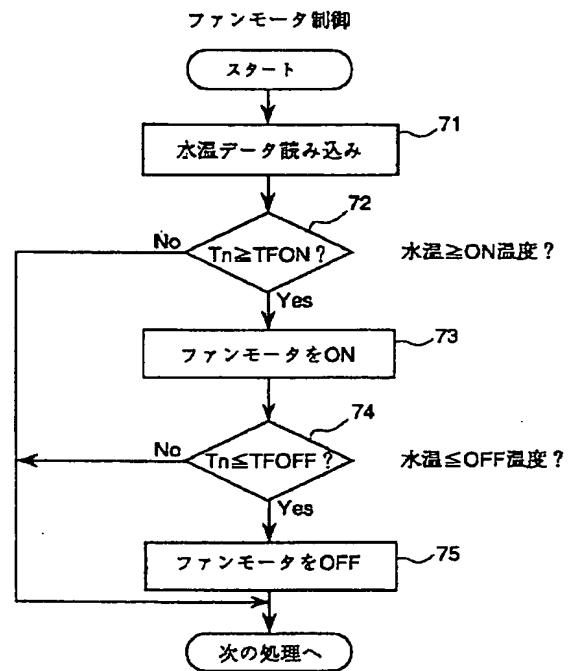 ファンモータ制御
スタート
71
水温データ読み込み
72
No
Tn≧TFON？
水温≧ON温度？
Yes
73
ファンモータをON
74
No
Tn≦TFOFF？
水温≦OFF温度？
Yes
75
ファンモータをOFF
次の処理へ